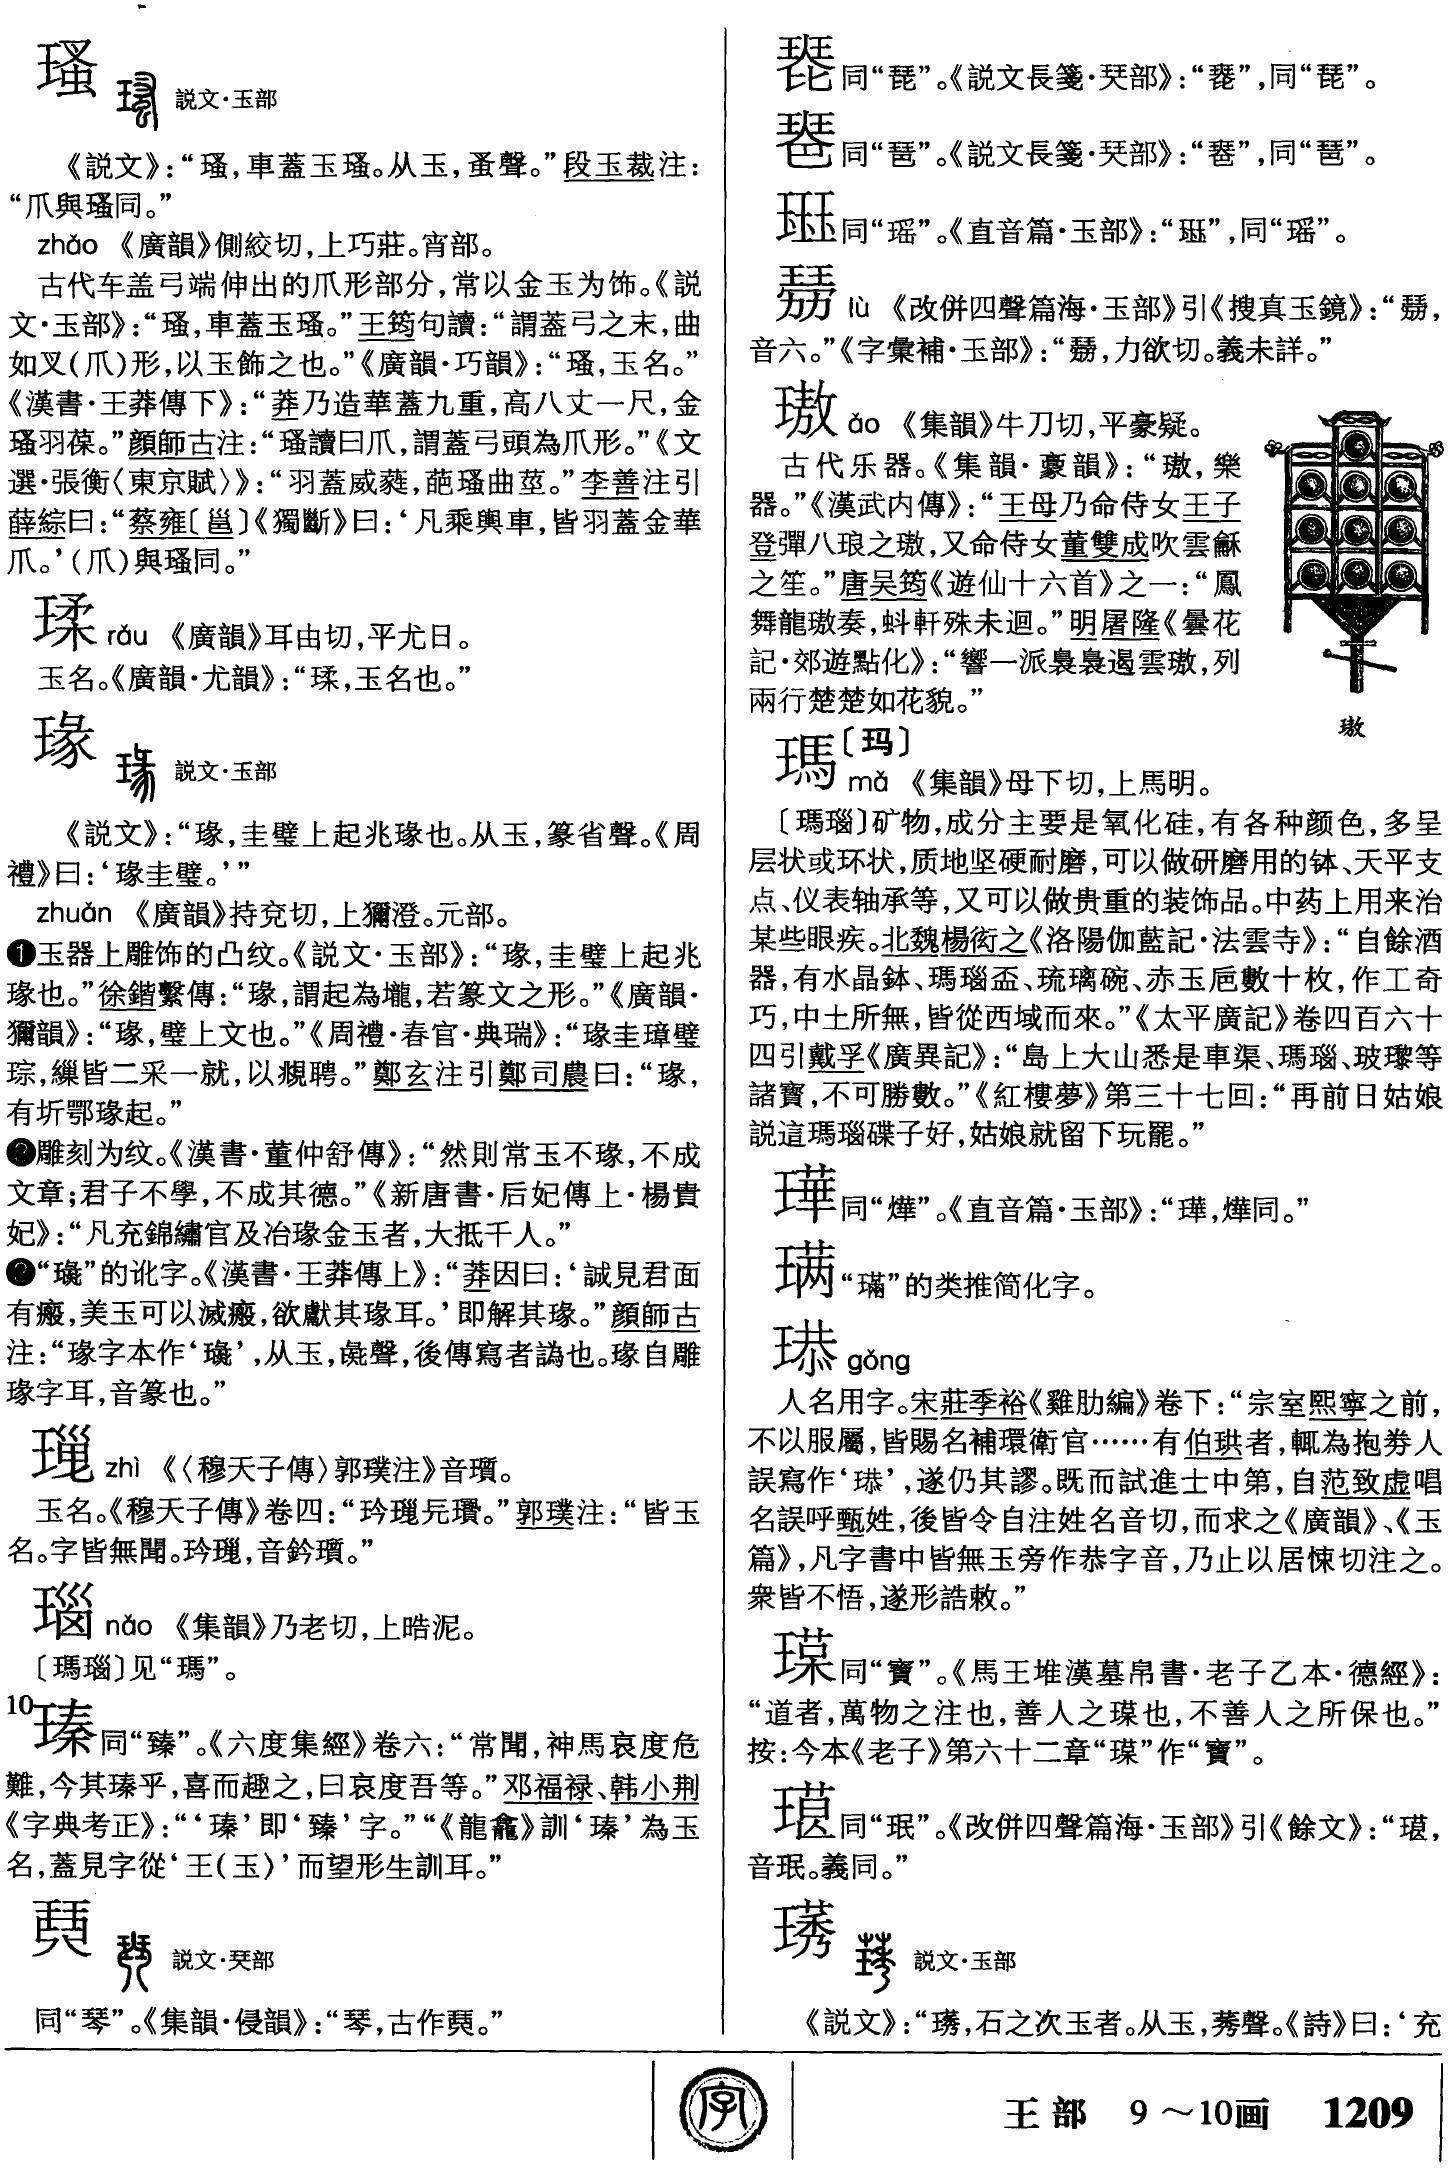 瑵 説文·玉部
《説文》：“瑵，車蓋玉瑵。从玉，蚤聲。”段玉裁注：
“爪與瑵同。”
zhǎo 《廣韻》側絞切，上巧莊。宵部。
古代车盖弓端伸出的爪形部分，常以金玉为饰。《説
文·玉部》：“瑵，車蓋玉瑵。”王筠句讀：“謂蓋弓之末，曲
如叉（爪）形，以玉飾之也。”《廣韻·巧韻》：“瑵，玉名。”
《漢書·王莽傳下》：“莽乃造華蓋九重，高八丈一尺，金
瑵羽葆。”顔師古注：“瑵讀曰爪，謂蓋弓頭為爪形。”《文
選·張衡〈東京賦〉》：“羽蓋威蕤，葩瑵曲莖。”李善注引
薛綜曰：“蔡雍〔邕〕《獨斷》曰：‘凡乘輿車，皆羽蓋金華
爪。’（爪）與瑵同。”
瑈 rǎu 《廣韻》耳由切，平尤日。
玉名。《廣韻·尤韻》：“瑈，玉名也。”
瑑 説文·玉部
《説文》：“瑑，圭璧上起兆瑑也。从玉，篆省聲。《周
禮》曰：‘瑑圭璧。’”
zhuǎn 《廣韻》持兗切，上獮澄。元部。
❶玉器上雕饰的凸纹。《説文·玉部》：“瑑，圭璧上起兆
瑑也。”徐鍇繫傳：“瑑，謂起為壠，若篆文之形。”《廣韻·
獮韻》：“瑑，璧上文也。”《周禮·春官·典瑞》：“瑑圭璋璧
琮，繅皆二采一就，以覜聘。”鄭玄注引鄭司農曰：“瑑，
有圻鄂瑑起。”
❷雕刻为纹。《漢書·董仲舒傳》：“然則常玉不瑑，不成
文章；君子不學，不成其德。”《新唐書·后妃傳上·楊貴
妃》：“凡充錦繡官及冶瑑金玉者，大抵千人。”
❸“璏”的讹字。《漢書·王莽傳上》：“莽因曰：‘誠見君面
有瘢，美玉可以滅瘢，欲獻其瑑耳。’即解其瑑。”顔師古
注：“瑑字本作‘璏’，从玉，彘聲，後傳寫者譌也。瑑自雕
瑑字耳，音篆也。”
zhì 《〈穆天子傳〉郭璞注》音瓆。
玉名。《穆天子傳》卷四：“玪瓆。”郭璞注：“皆玉
名。字皆無聞。玪，音鈐瓆。”
瑙 nǎo 《集韻》乃老切，上晧泥。
〔瑪瑙〕见“瑪”。
10
瑧 同“臻”。《六度集經》卷六：“常聞，神馬哀度危
難，今其瑧乎，喜而趣之，曰哀度吾等。”邓福禄、韩小荆
《字典考正》：“‘瑧’即‘臻’字。”“《龍龕》訓‘瑧’為玉
名，蓋見字從‘王（玉）’而望形生訓耳。”
説文·珡部
同“琴”。《集韻·侵韻》：“琴，古作。”
同“琵”。《説文長箋·珡部》：“”，同“琵”。
同“琶”。《説文長箋·珡部》：“”，同“琶”。
同“瑶”。《直音篇·玉部》：“”，同“瑶”。
lù 《改併四聲篇海·玉部》引《搜真玉鏡》：“，
音六。”《字彙補·玉部》：“，力欲切。義未詳。”
璈 áo 《集韻》牛刀切，平豪疑。
古代乐器。《集韻·豪韻》：“璈，樂
器。”《漢武内傳》：“王母乃命侍女王子
登彈八琅之璈，又命侍女董雙成吹雲龢
之笙。”唐吴筠《遊仙十六首》之一：“鳳
舞龍璈奏，虯軒殊未迴。”明屠隆《曇花
記·郊遊點化》：“響一派裊裊遏雲璈，列
兩行楚楚如花貌。”
璈
瑪〔玛〕
mǎ 《集韻》母下切，上馬明。
〔瑪瑙〕矿物，成分主要是氧化硅，有各种颜色，多呈
层状或环状，质地坚硬耐磨，可以做研磨用的钵、天平支
点、仪表轴承等，又可以做贵重的装饰品。中药上用来治
某些眼疾。北魏楊衒之《洛陽伽藍記·法雲寺》：“自餘酒
器，有水晶鉢、瑪瑙盃、琉璃碗、赤玉巵數十枚，作工奇
巧，中土所無，皆從西域而來。”《太平廣記》卷四百六十
四引戴孚《廣異記》：“島上大山悉是車渠、瑪瑙、玻瓈等
諸寶，不可勝數。”《紅樓夢》第三十七回：“再前日姑娘
説這瑪瑙碟子好，姑娘就留下玩罷。”
瑾 同“燁”。《直音篇·玉部》：“，燁同。”
“璊”的类推简化字。
㤨 gǒng
人名用字。宋莊季裕《雞肋編》卷下：“宗室熙寧之前，
不以服屬，皆賜名補環衛官……有伯珙者，輒為抱券人
誤寫作‘’，遂仍其謬。既而試進士中第，自范致虚唱
名誤呼甄姓，後皆令自注姓名音切，而求之《廣韻》、《玉
篇》，凡字書中皆無玉旁作恭字音，乃止以居悚切注之。
衆皆不悟，遂形誥敕。”
同“寶”。《馬王堆漢墓帛書·老子乙本·德經》：
“道者，萬物之注也，善人之也，不善人之所保也。”
按：今本《老子》第六十二章“”作“寶”。
同“珉”。《改併四聲篇海·玉部》引《餘文》：“，
音珉。義同。”
説文·玉部
《説文》：“，石之次玉者。从玉，莠聲。《詩》曰：‘充
字
王部 9～10画 1209